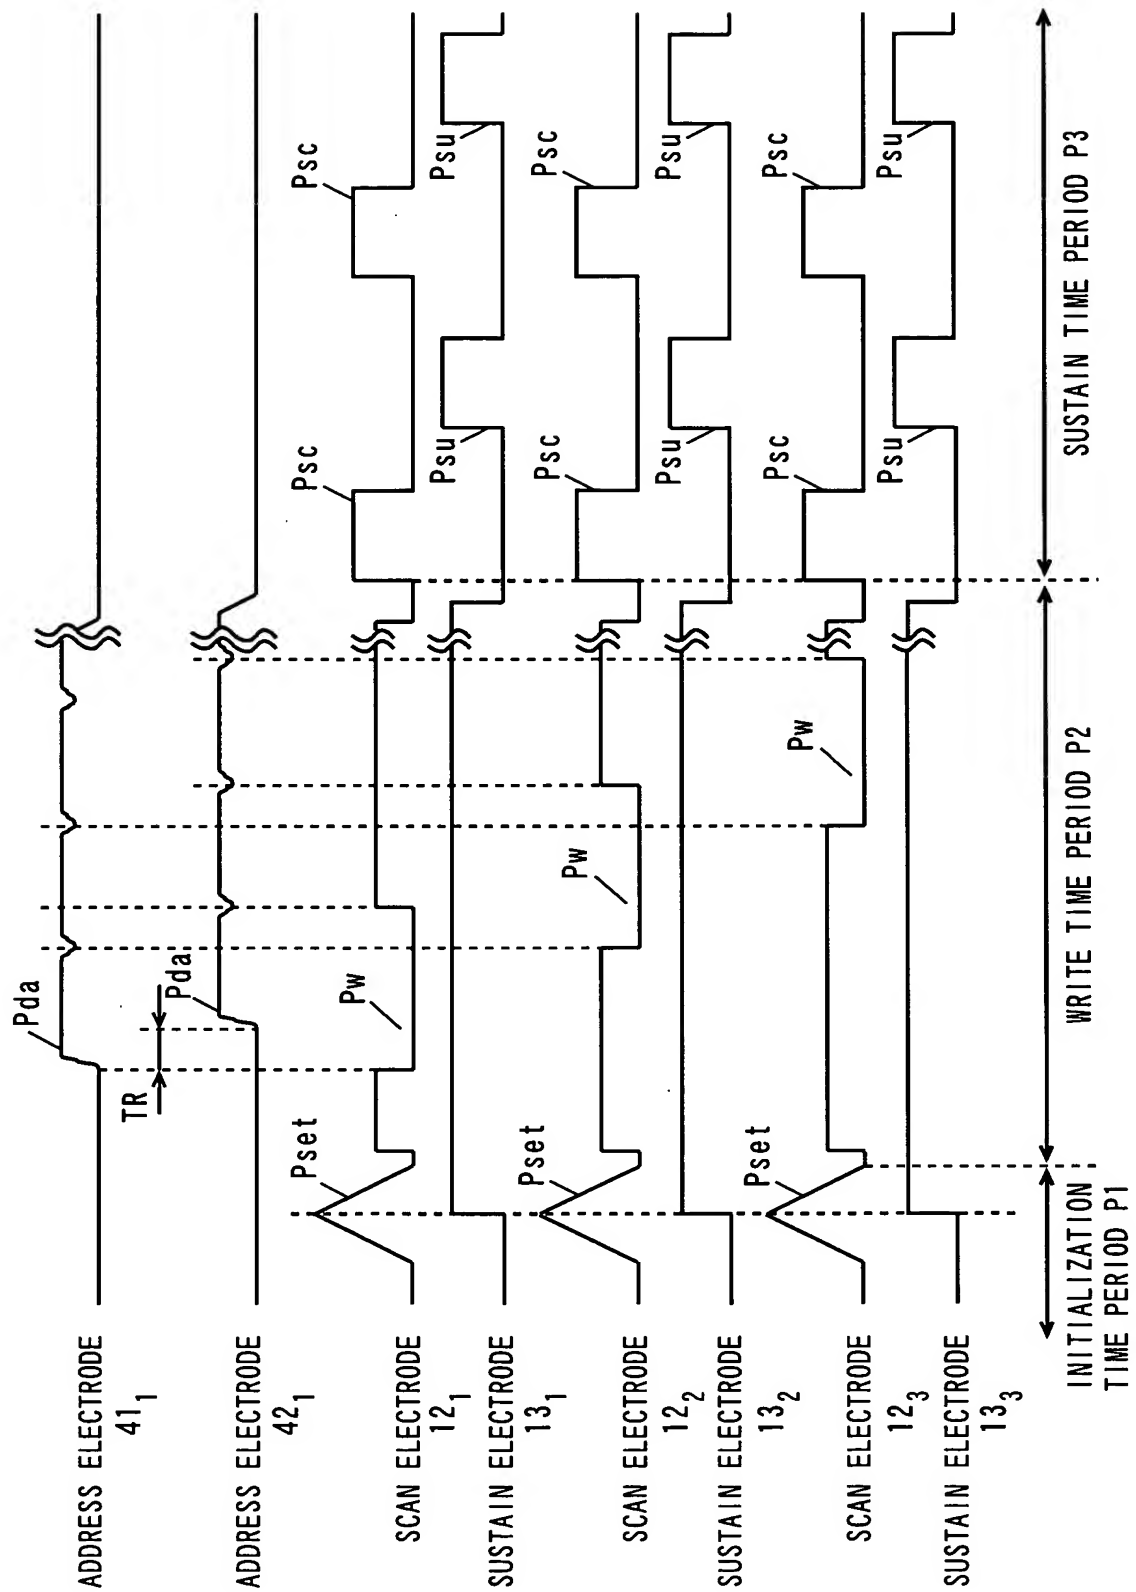 ADDRESS ELECTRODE
41₁
Pda
TR
ADDRESS ELECTRODE
42₁
Pda
SCAN ELECTRODE
12₁
Pset
Pw
Psc
Psc
SUSTAIN ELECTRODE
13₁
Psu
Psu
SCAN ELECTRODE
12₂
Pset
Pw
Psc
Psc
SUSTAIN ELECTRODE
13₂
Psu
Psu
SCAN ELECTRODE
12₃
Pset
Pw
Psc
Psc
SUSTAIN ELECTRODE
13₃
Psu
Psu
INITIALIZATION
TIME PERIOD P1
WRITE TIME PERIOD P2
SUSTAIN TIME PERIOD P3